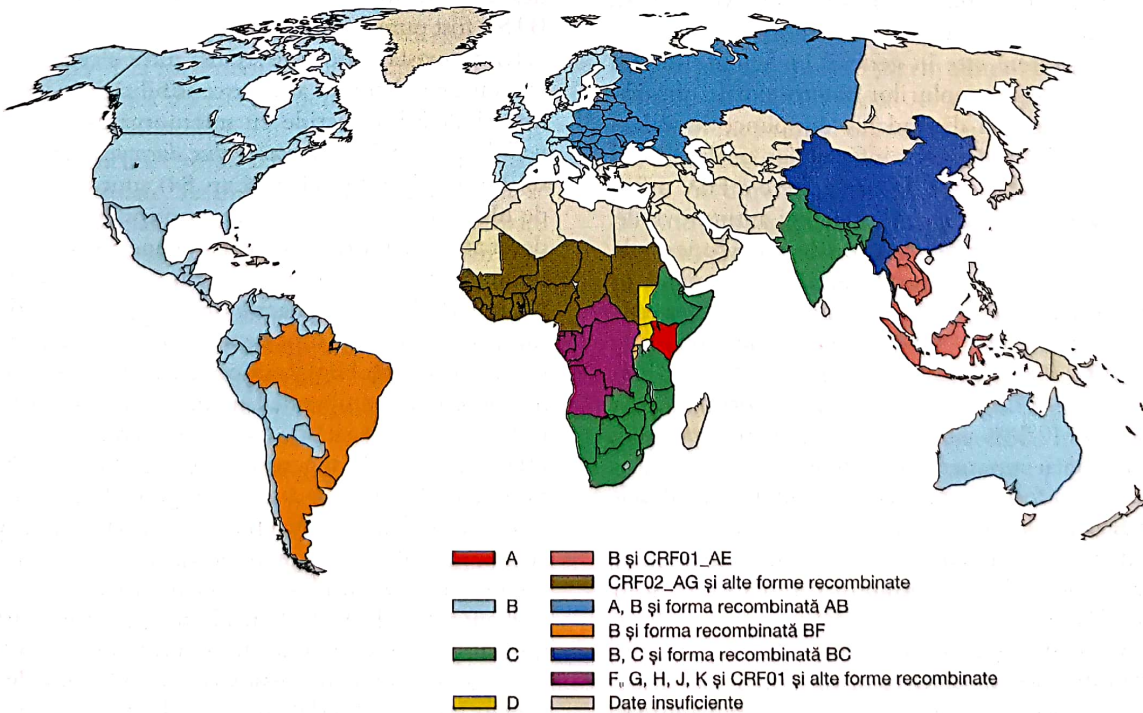 A
B și CRF01_AE
CRF02_AG și alte forme recombinate
B
A, B și forma recombinată AB
B și forma recombinată BF
C
B, C și forma recombinată BC
G, H, J, K și CRF01 și alte forme recombinate
D
Date insuficiente